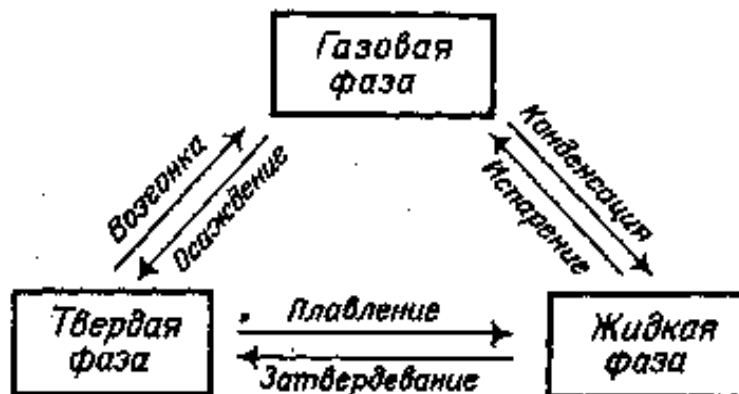 Газовая
фаза
Возгонка
Осаждение
Конденсация
Испарение
Твердая
фаза
Плавление
Затвердевание
Жидкая
фаза